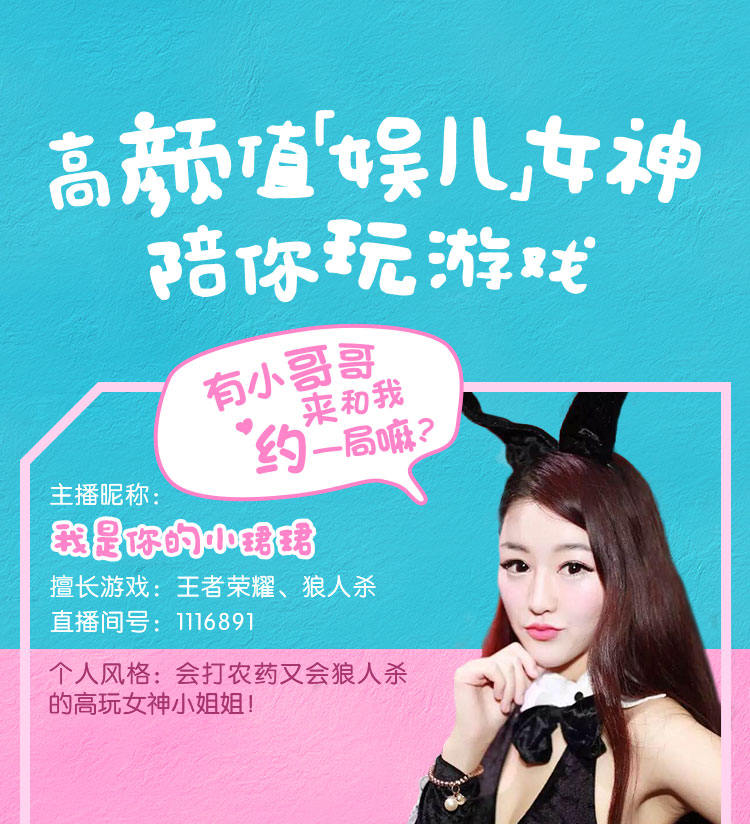 高颜值「娱儿」女神
陪你玩游戏
有小哥哥
来和我
约一局嘛?
主播昵称:
我是你的小珺珺
擅长游戏:王者荣耀、狼人杀
直播间号:1116891
个人风格:会打农药又会狼人杀
的高玩女神小姐姐!